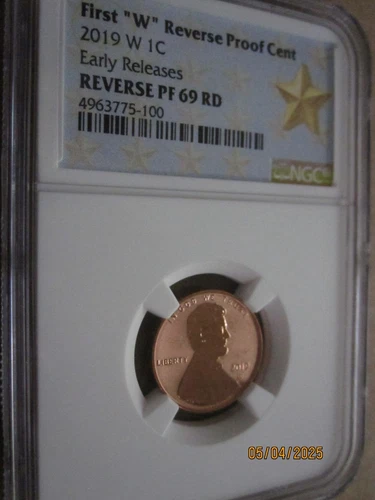 First "W" Reverse Proof Cent
2019 W 1C
Early Releases
REVERSE PF 69 RD
4963775-100
NGC
LIBERTY
05/04/2025